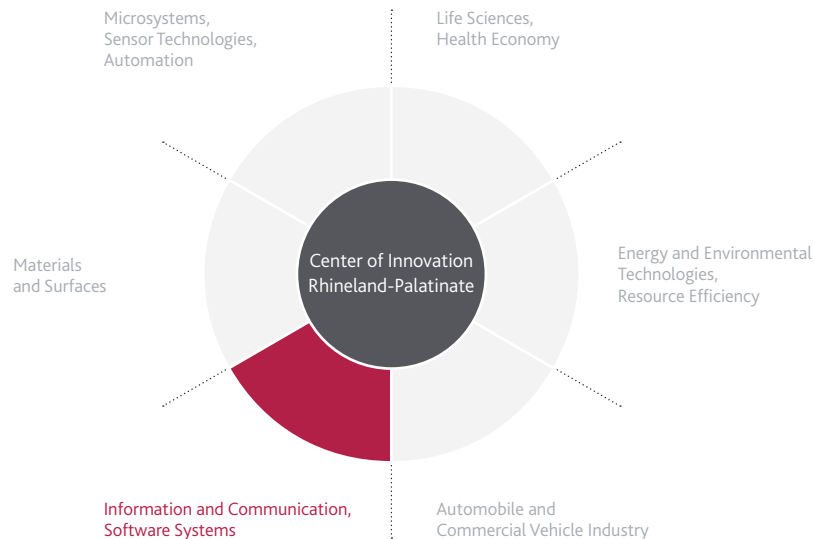 Microsystems,
Sensor Technologies,
Automation
Life Sciences,
Health Economy
Center of Innovation
Rhineland-Palatinate
Materials
and Surfaces
Energy and Environmental
Technologies,
Resource Efficiency
Information and Communication,
Software Systems
Automobile and
Commercial Vehicle Industry